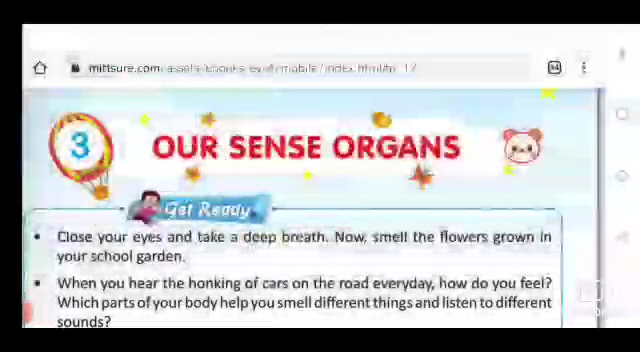 3
OUR SENSE ORGANS
Get Ready
• Close your eyes and take a deep breath. Now, smell the flowers grown in
your school garden.
• When you hear the honking of cars on the road everyday, how do you feel?
Which parts of your body help you smell different things and listen to different
sounds?